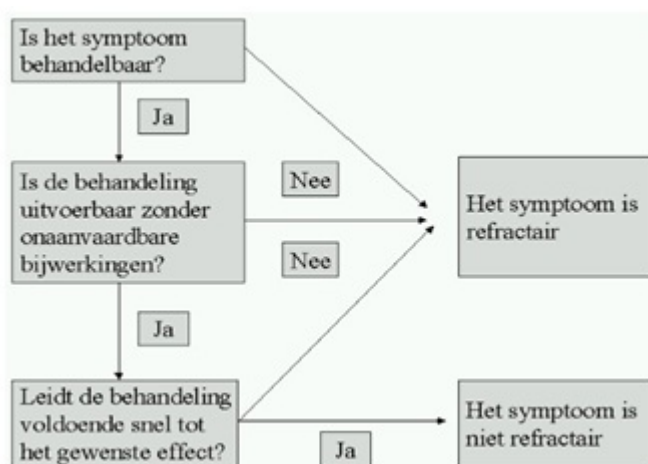 Is het symptoom
behandelbaar?
Ja
Is de behandeling
uitvoerbaar zonder
onaanvaardbare
bijwerkingen?
Nee
Nee
Het symptoom is
refractair
Ja
Leidt de behandeling
voldoende snel tot
het gewenste effect?
Ja
Het symptoom is
niet refractair